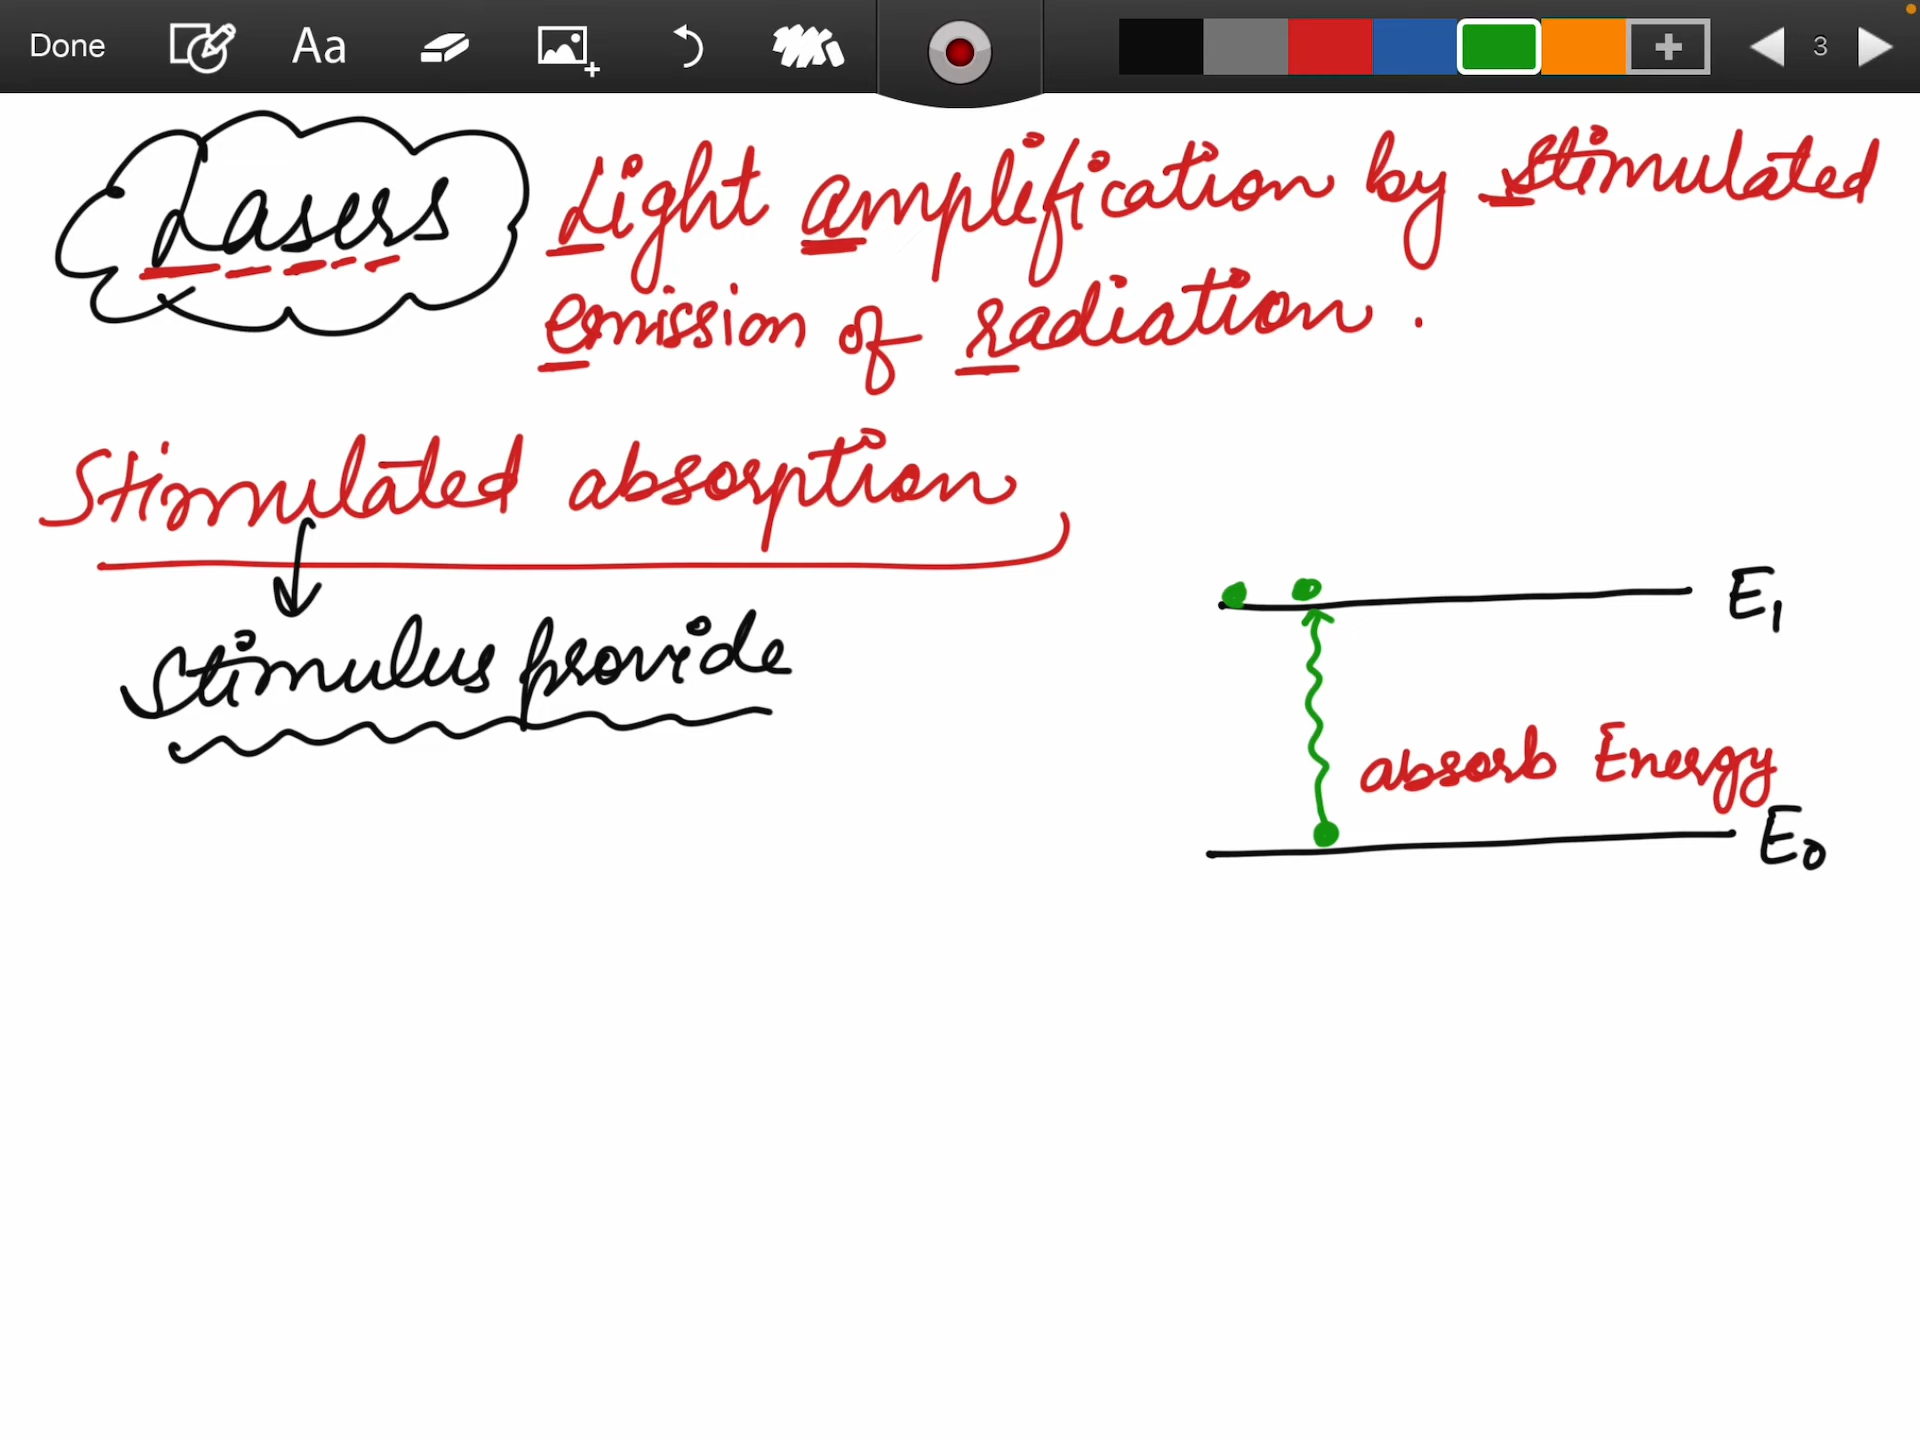 Done Aa 3
Lasers
Light amplification by stimulated
emission of radiation.
Stimulated absorption
Stimulus provide
E1
absorb Energy
E0